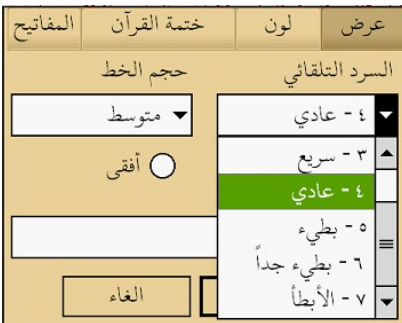 عرض لون ختمة القرآن المفاتيح
السرد التلقائي حجم الخط
٤ - عادي متوسط
٣ - سريع
أفقى
٤ - عادي
٥ - بطيء
٦ - بطيء جداً
٧ - الأبطأ
الغاء